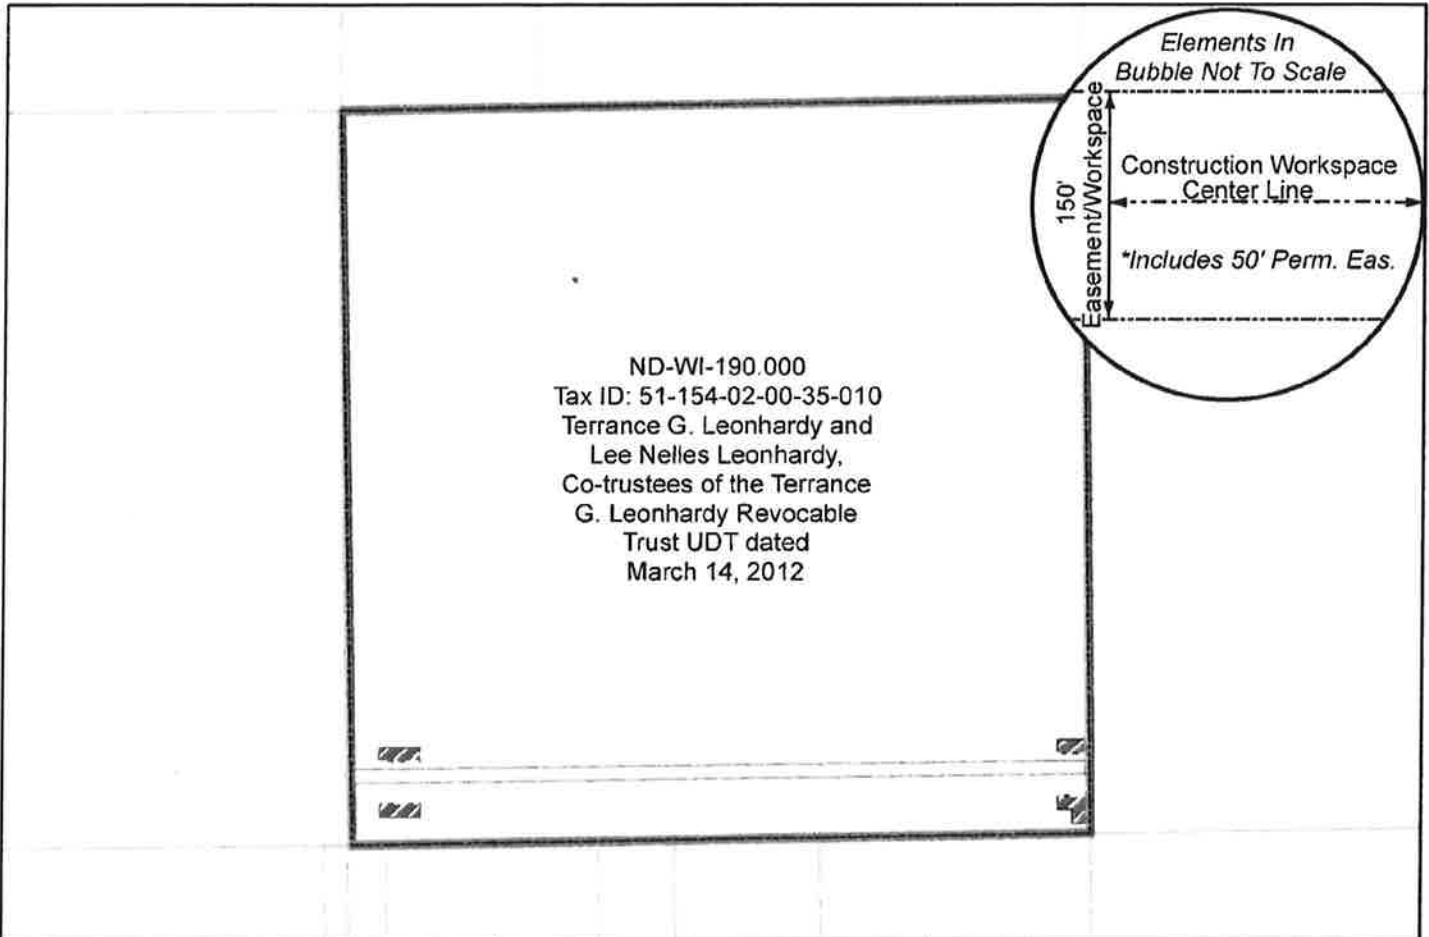 Elements In
Bubble Not To Scale
150'
Easement/Workspace
Construction Workspace
Center Line
*Includes 50' Perm. Eas.
ND-WI-190.000
Tax ID: 51-154-02-00-35-010
Terrance G. Leonhardy and
Lee Nelles Leonhardy,
Co-trustees of the Terrance
G. Leonhardy Revocable
Trust UDT dated
March 14, 2012